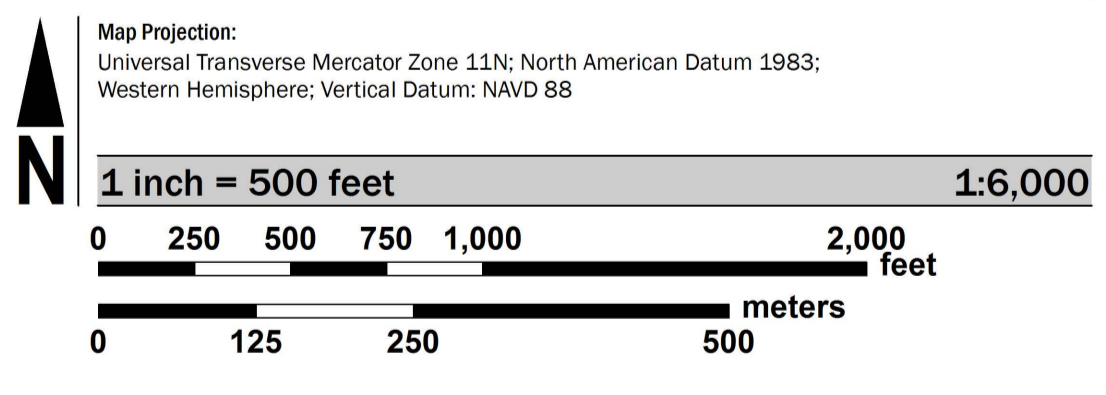 N
Map Projection:
Universal Transverse Mercator Zone 11N; North American Datum 1983;
Western Hemisphere; Vertical Datum: NAVD 88
1 inch = 500 feet 1:6,000
0 250 500 750 1,000 2,000
feet
meters
0 125 250 500